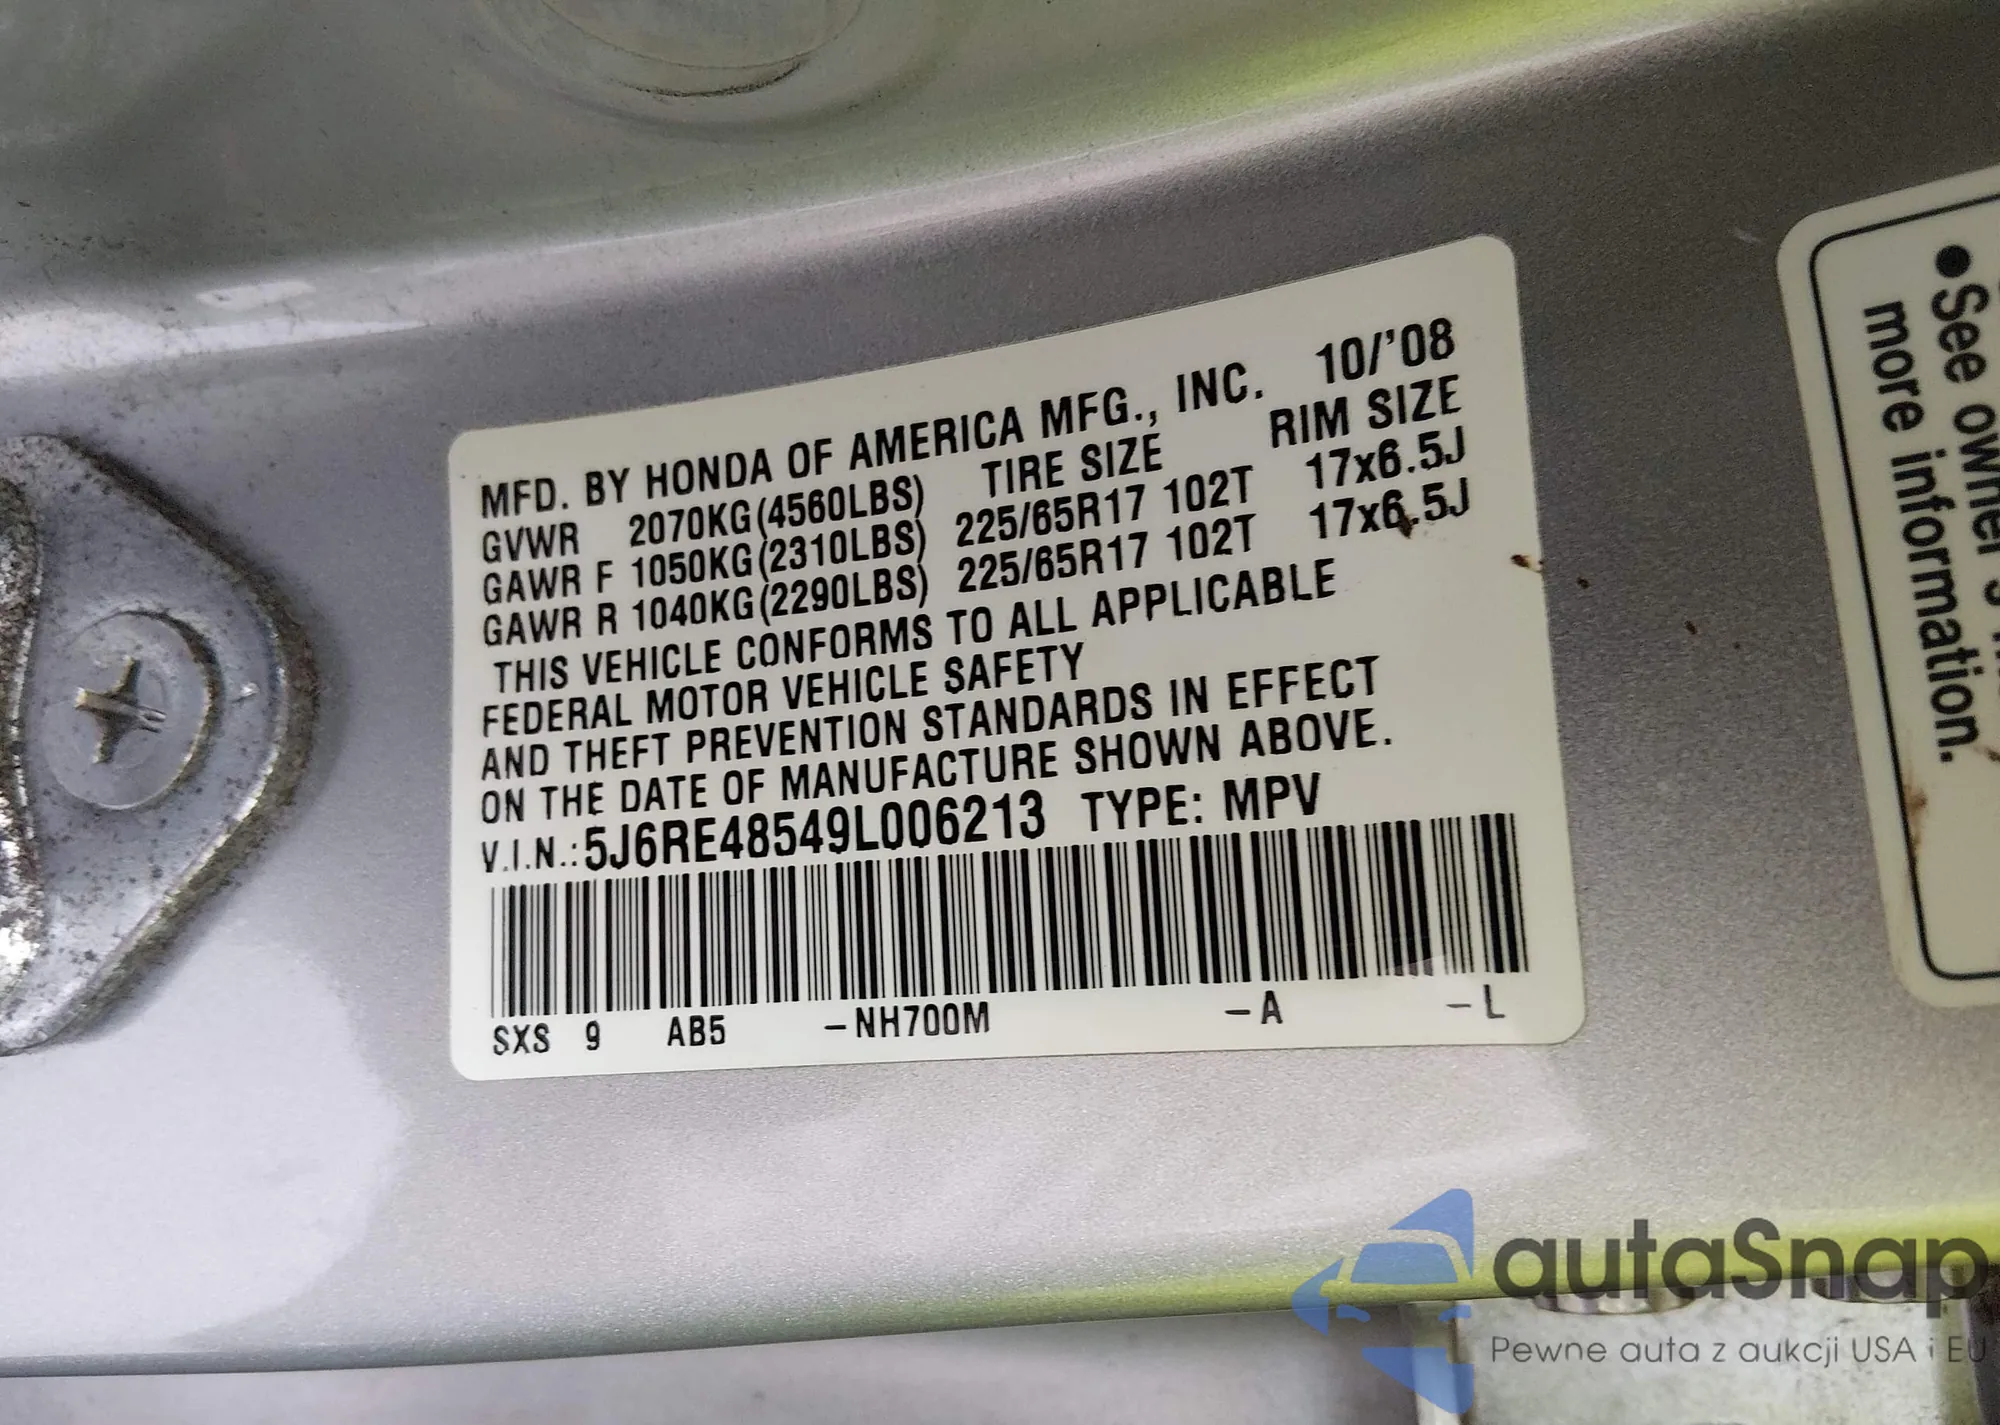 MFD. BY HONDA OF AMERICA MFG., INC. 10/'08
GVWR 2070KG(4560LBS) TIRE SIZE RIM SIZE
GAWR F 1050KG(2310LBS) 225/65R17 102T 17x6.5J
GAWR R 1040KG(2290LBS) 225/65R17 102T 17x6.5J
THIS VEHICLE CONFORMS TO ALL APPLICABLE
FEDERAL MOTOR VEHICLE SAFETY
AND THEFT PREVENTION STANDARDS IN EFFECT
ON THE DATE OF MANUFACTURE SHOWN ABOVE.
V.I.N.:5J6RE48549L006213 TYPE: MPV
SXS 9 AB5 -NH700M -A -L
•See owner's
more information.
autaSnap
Pewne auta z aukcji USA i EU